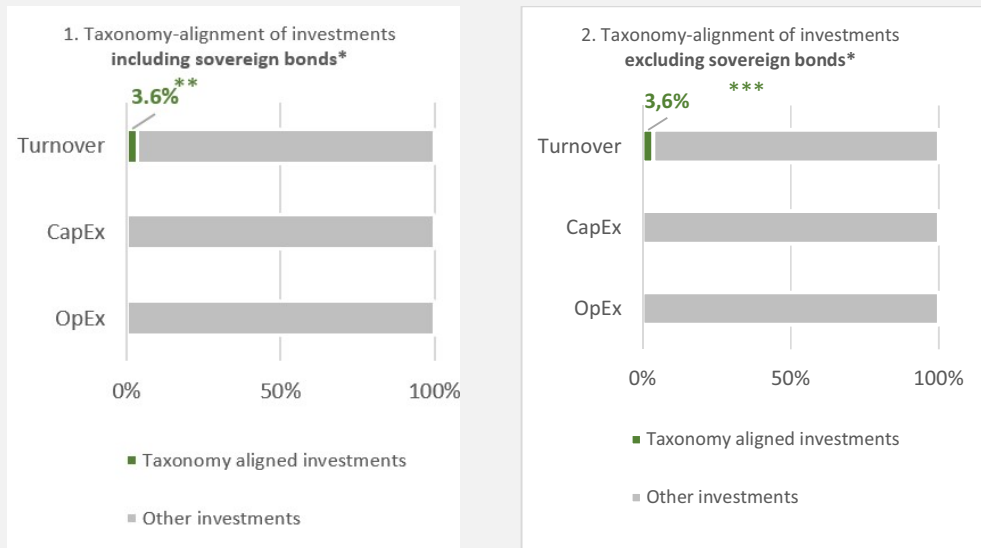 1. Taxonomy-alignment of investments
including sovereign bonds*
3.6%**
Turnover
CapEx
OpEx
0% 50% 100%
Taxonomy aligned investments
Other investments
2. Taxonomy-alignment of investments
excluding sovereign bonds*
3,6% ***
Turnover
CapEx
OpEx
0% 50% 100%
Taxonomy aligned investments
Other investments